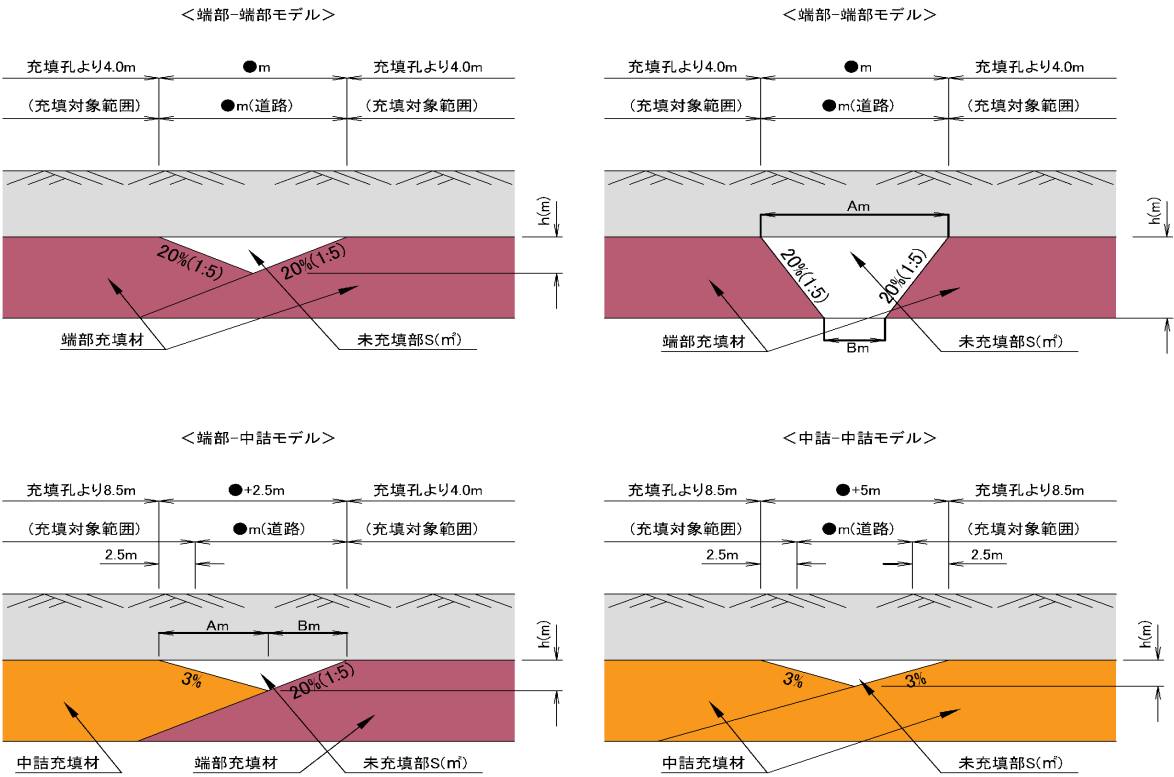 ＜端部-端部モデル＞
充填孔より4.0m
●m
充填孔より4.0m
(充填対象範囲)
●m(道路)
(充填対象範囲)
h(m)
20%(1:5)
20%(1:5)
端部充填材
未充填部S(㎡)
＜端部-端部モデル＞
充填孔より4.0m
●m
充填孔より4.0m
(充填対象範囲)
●m(道路)
(充填対象範囲)
Am
h(m)
20%(1:5)
20%(1:5)
端部充填材
Bm
未充填部S(㎡)
＜端部-中詰モデル＞
充填孔より8.5m
●+2.5m
充填孔より4.0m
(充填対象範囲)
●m(道路)
(充填対象範囲)
2.5m
Am
Bm
h(m)
3%
20%(1:5)
中詰充填材
端部充填材
未充填部S(㎡)
＜中詰-中詰モデル＞
充填孔より8.5m
●+5m
充填孔より8.5m
(充填対象範囲)
●m(道路)
(充填対象範囲)
2.5m
2.5m
h(m)
3%
3%
中詰充填材
未充填部S(㎡)